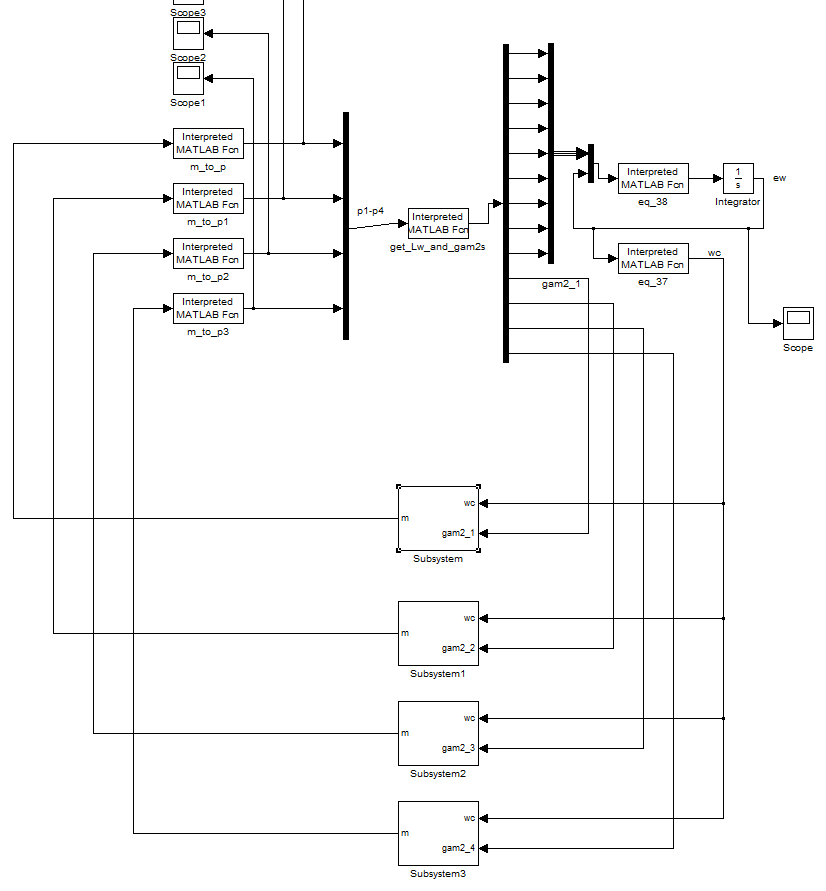 Scope3
Scope2
Scope1
Interpreted
MATLAB Fcn
m_to_p
Interpreted
MATLAB Fcn
m_to_p1
Interpreted
MATLAB Fcn
m_to_p2
Interpreted
MATLAB Fcn
m_to_p3
p1-p4
Interpreted
MATLAB Fcn
get_Lw_and_gam2s
gam2_1
Interpreted
MATLAB Fcn
eq_38
1
s
Integrator
ew
Interpreted
MATLAB Fcn
eq_37
wc
Scope
wc
m
gam2_1
Subsystem
wc
m
gam2_2
Subsystem1
wc
m
gam2_3
Subsystem2
wc
m
gam2_4
Subsystem3